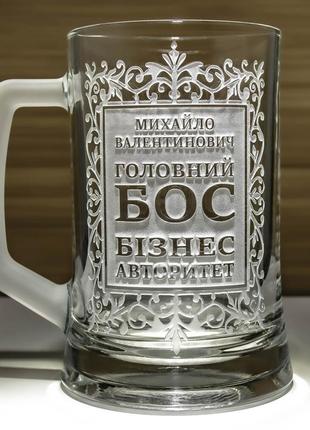 МИХАЙЛО
ВАЛЕНТИНОВИЧ
ГОЛОВНИЙ
БОС
БІЗНЕС
АВТОРИТЕТ